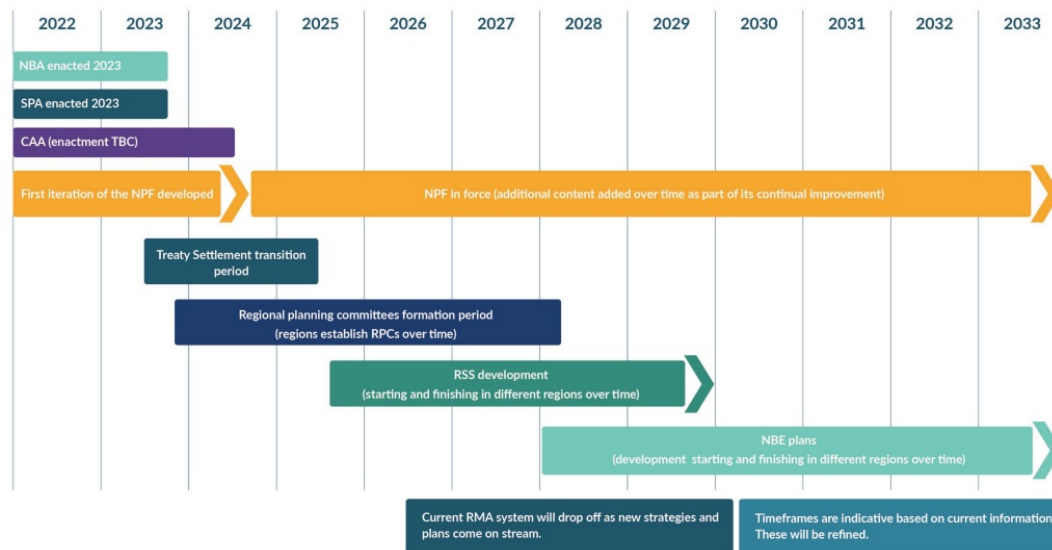 2022 2023 2024 2025 2026 2027 2028 2029 2030 2031 2032 2033
NBA enacted 2023
SPA enacted 2023
CAA (enactment TBC)
First iteration of the NPF developed
NPF in force (additional content added over time as part of its continual improvement)
Treaty Settlement transition
period
Regional planning committees formation period
(regions establish RPCs over time)
RSS development
(starting and finishing in different regions over time)
NBE plans
(development starting and finishing in different regions over time)
Current RMA system will drop off as new strategies and
plans come on stream.
Timeframes are indicative based on current information
These will be refined.